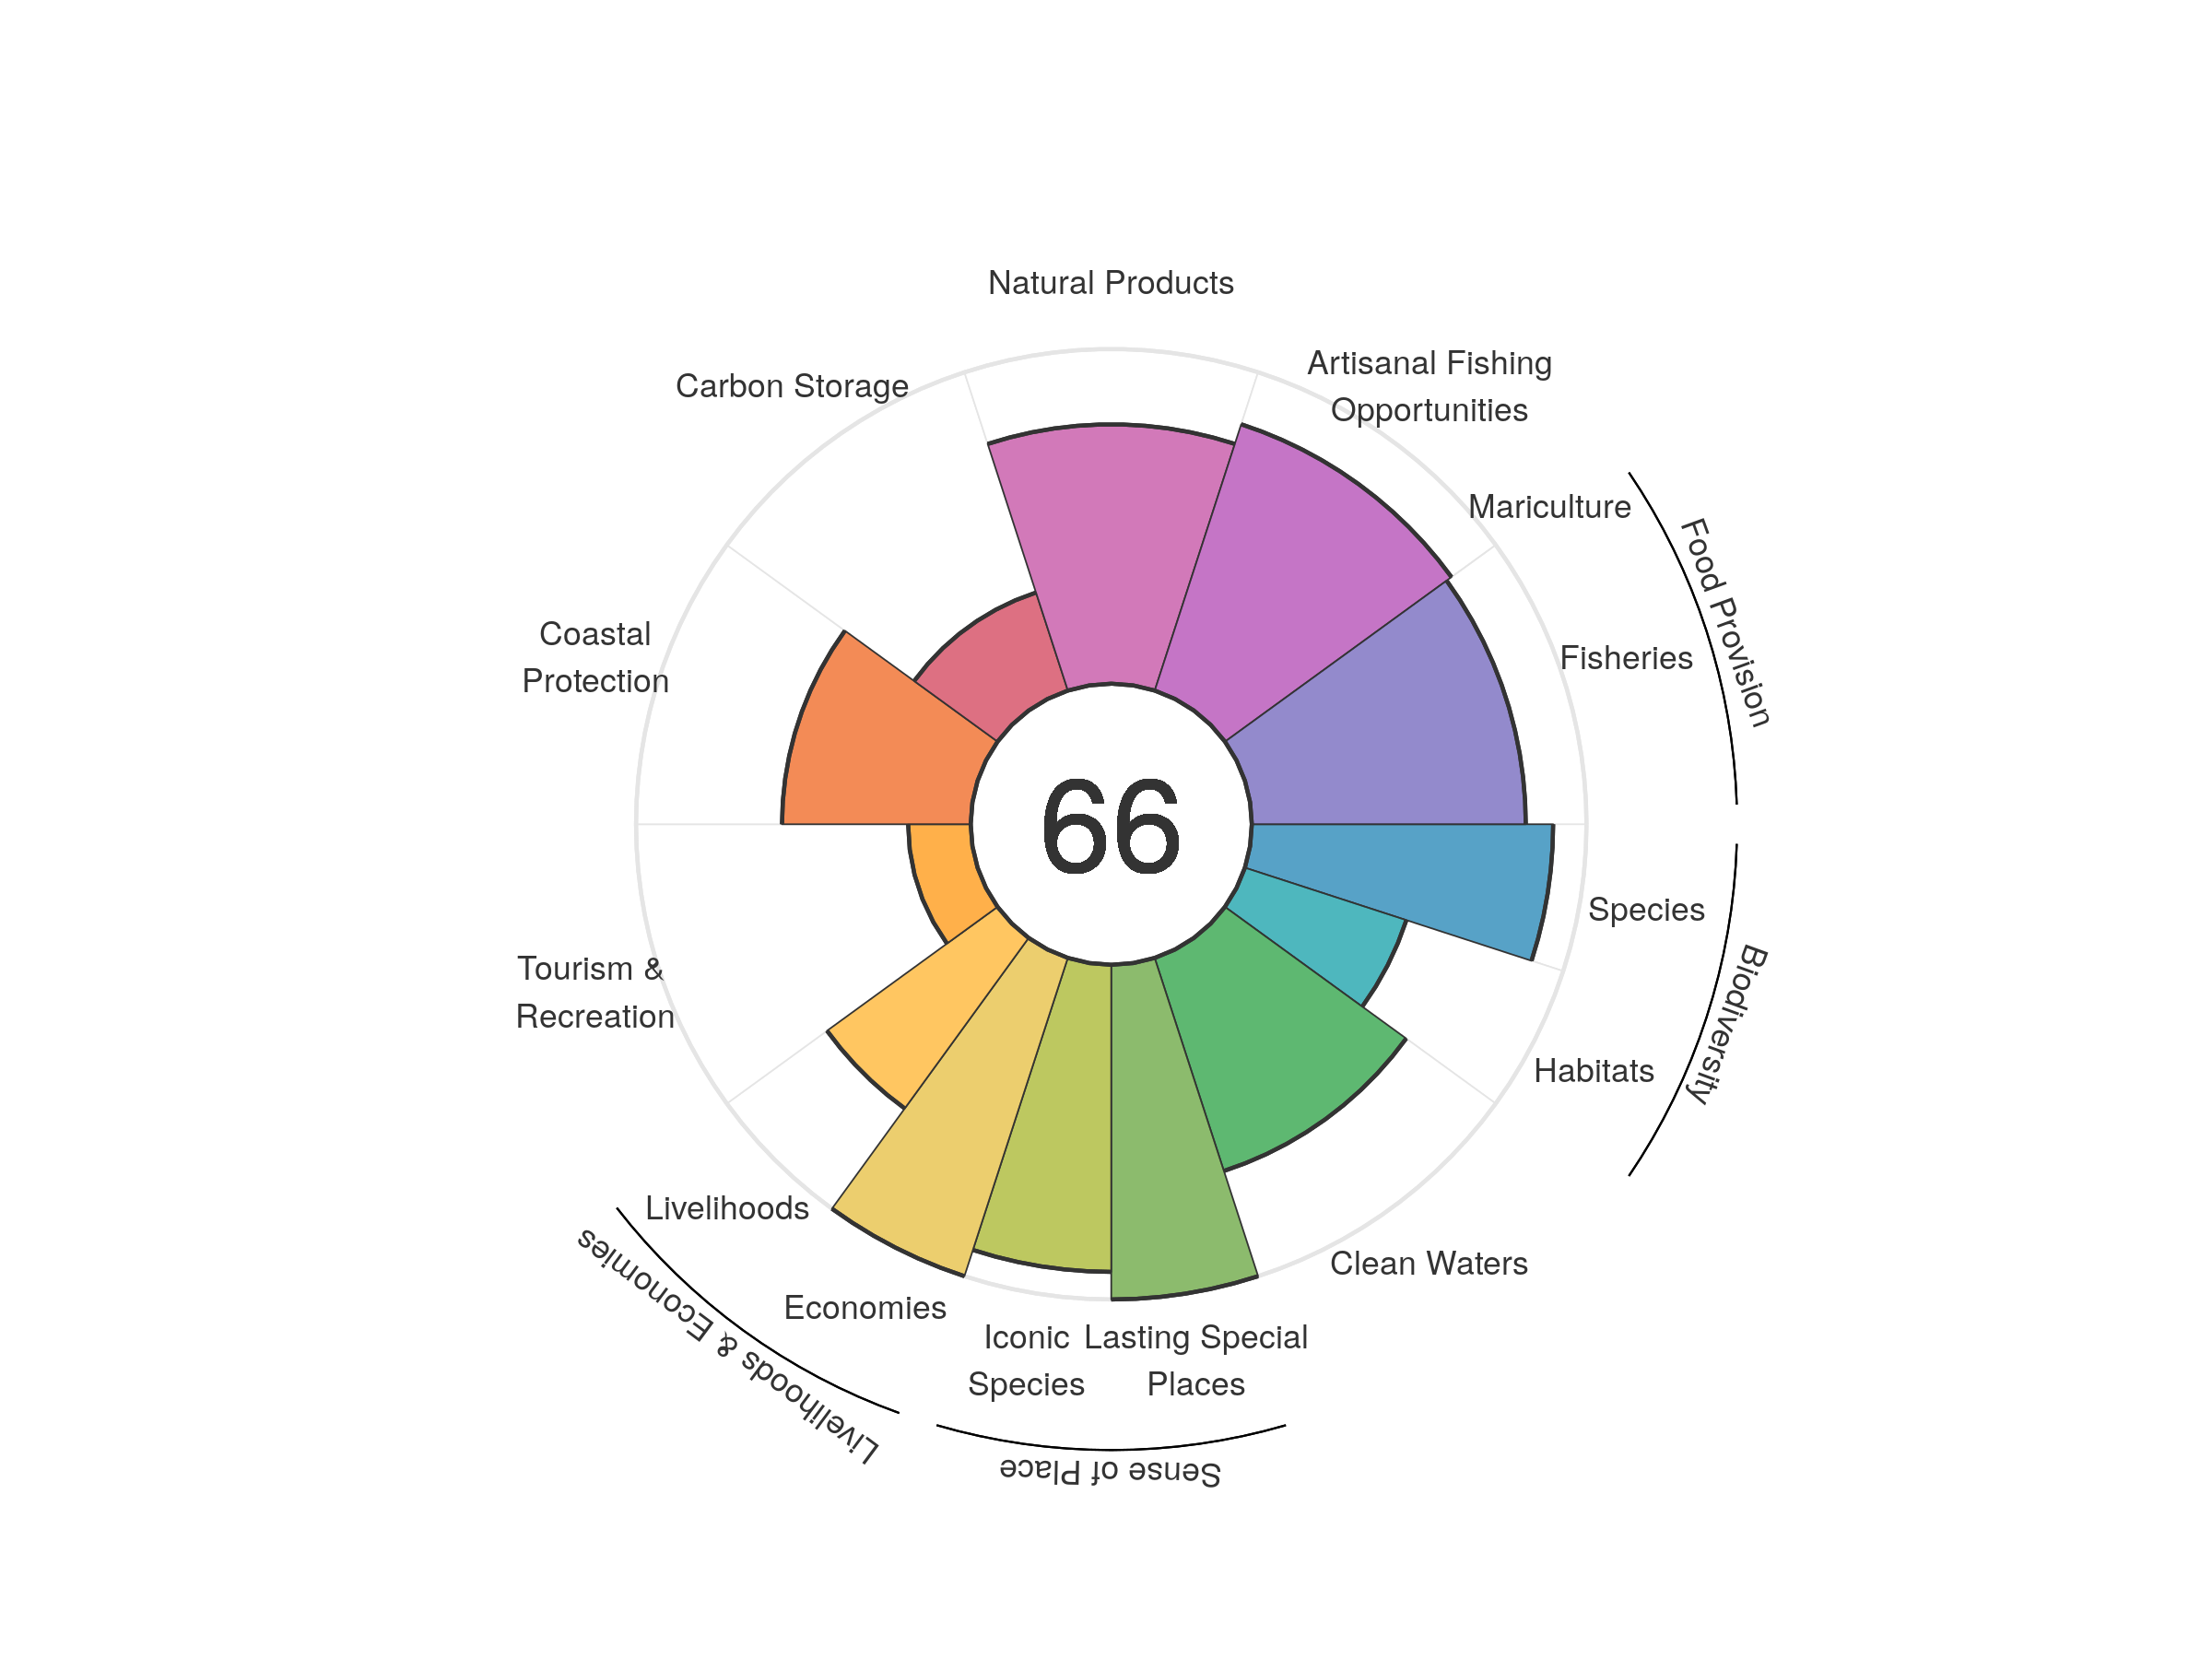 Natural Products
Artisanal Fishing
Opportunities
Carbon Storage
Mariculture
Food Provision
Coastal
Protection
Fisheries
66
Species
Biodiversity
Tourism &
Recreation
Habitats
Livelihoods
Clean Waters
Economies
Livelihoods & Economies
Iconic
Species
Lasting Special
Places
Sense of Place